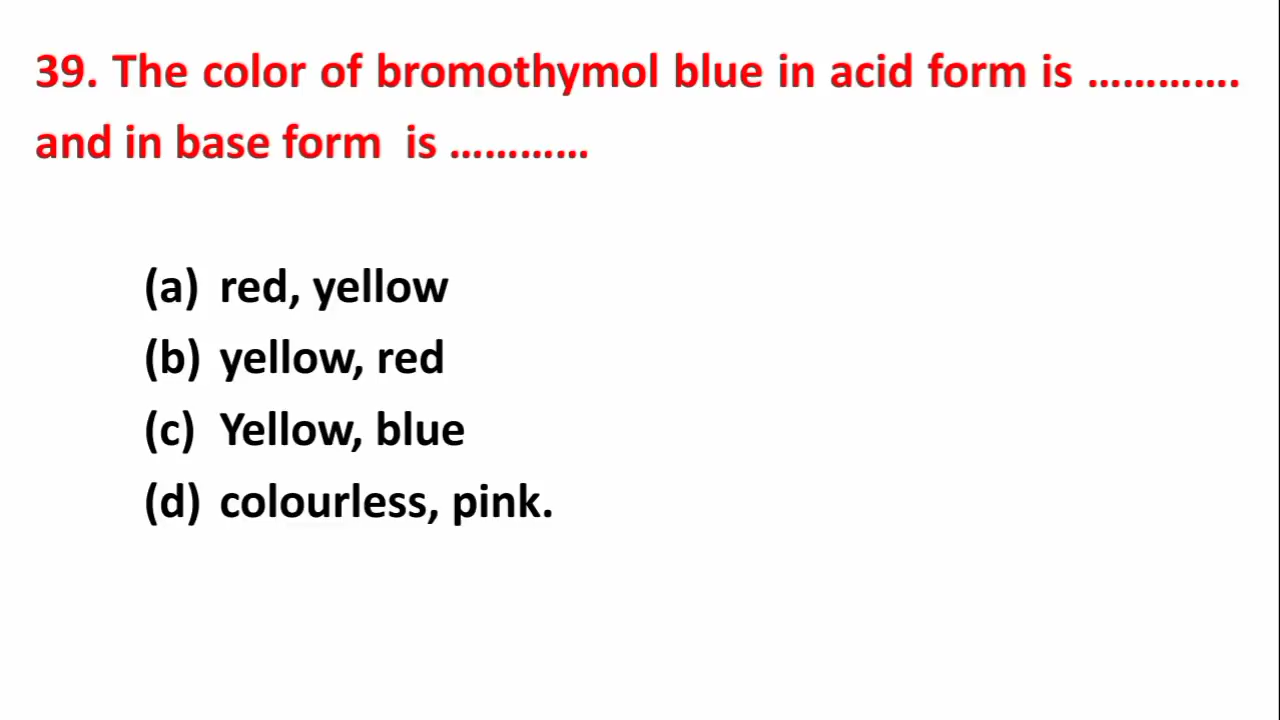 39. The color of bromothymol blue in acid form is ………….
and in base form is …………
(a) red, yellow
(b) yellow, red
(c) Yellow, blue
(d) colourless, pink.